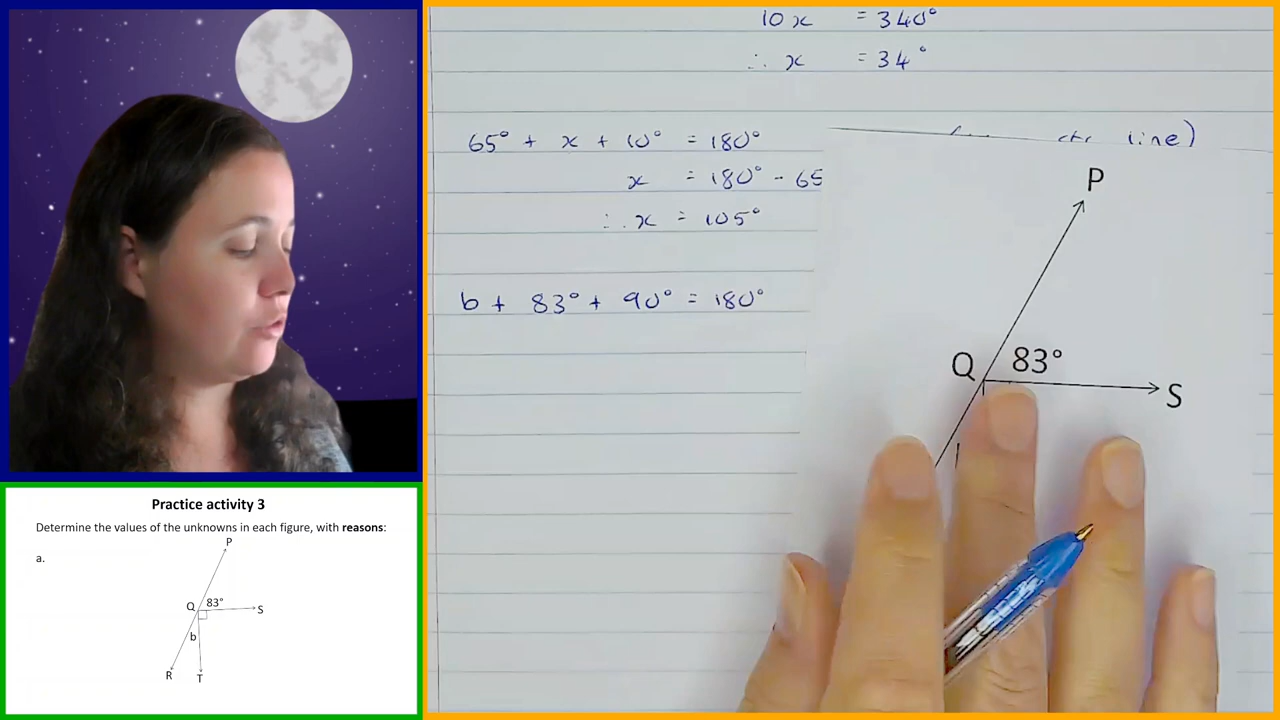 10x = 340°
∴ x = 34°
65° + x + 10° = 180°
line)
x = 180° - 65
∴ x = 105°
b + 83° + 90° = 180°
P
Q 83°
S
Practice activity 3
Determine the values of the unknowns in each figure, with reasons:
a.
P
Q 83°
S
b
R T